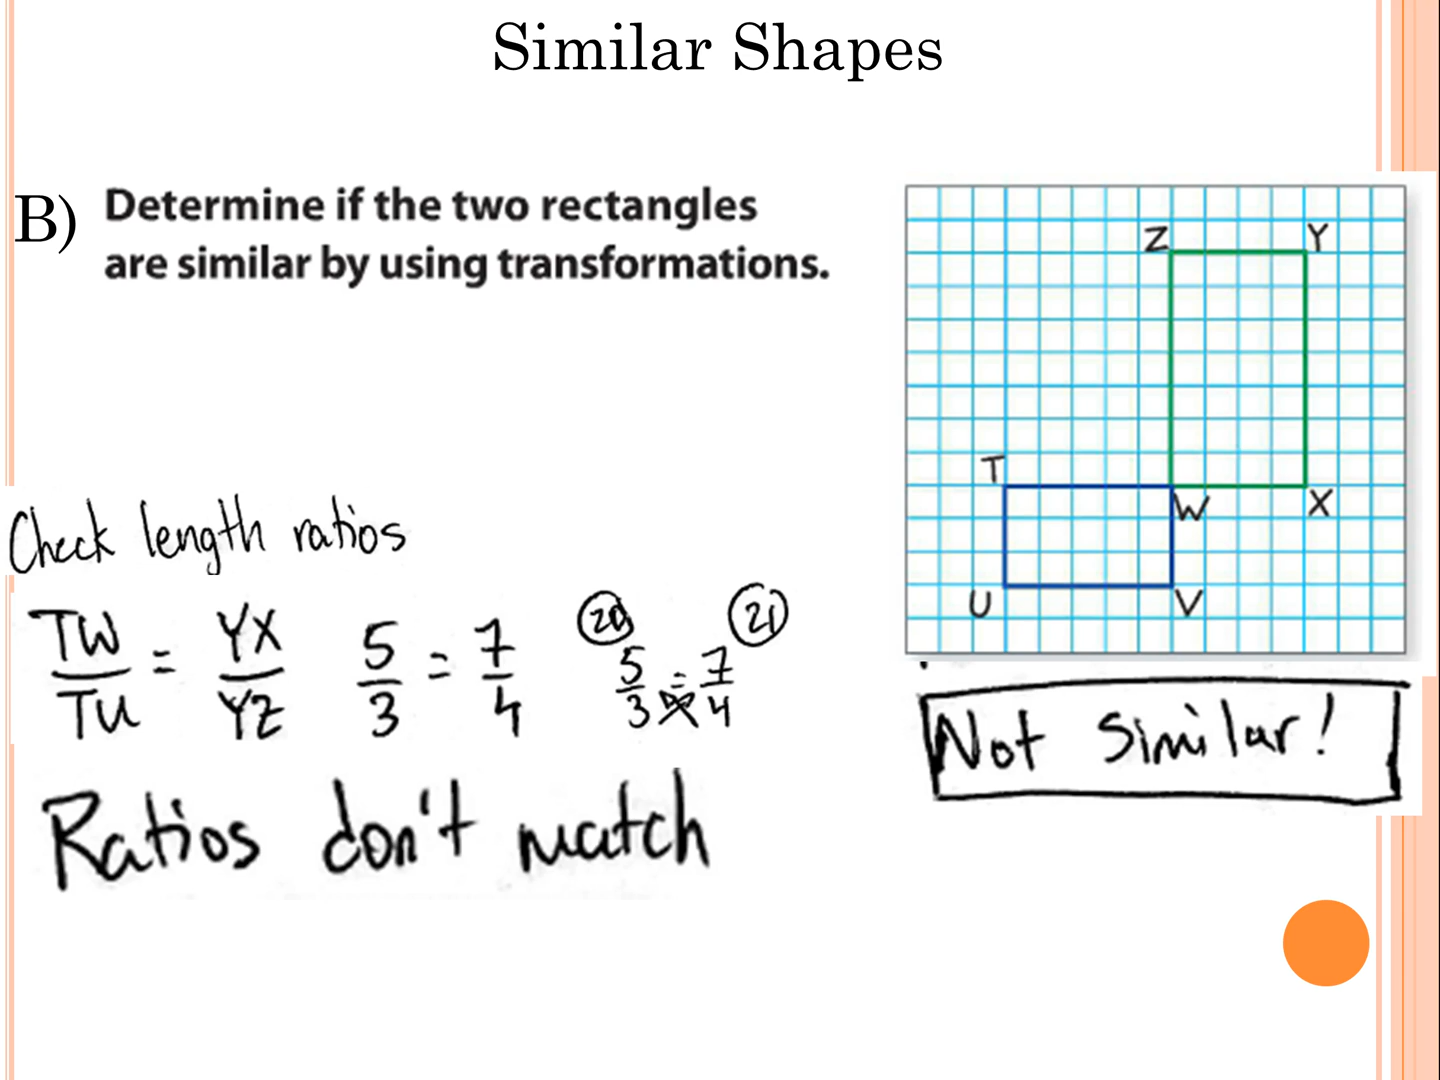 Similar Shapes
B) Determine if the two rectangles
are similar by using transformations.
Z Y
T
W X
U V
Check length ratios
TW/TU = YX/YZ 5/3 = 7/4 20 5/3 = 7/4 21
Ratios don't match
Not Similar!